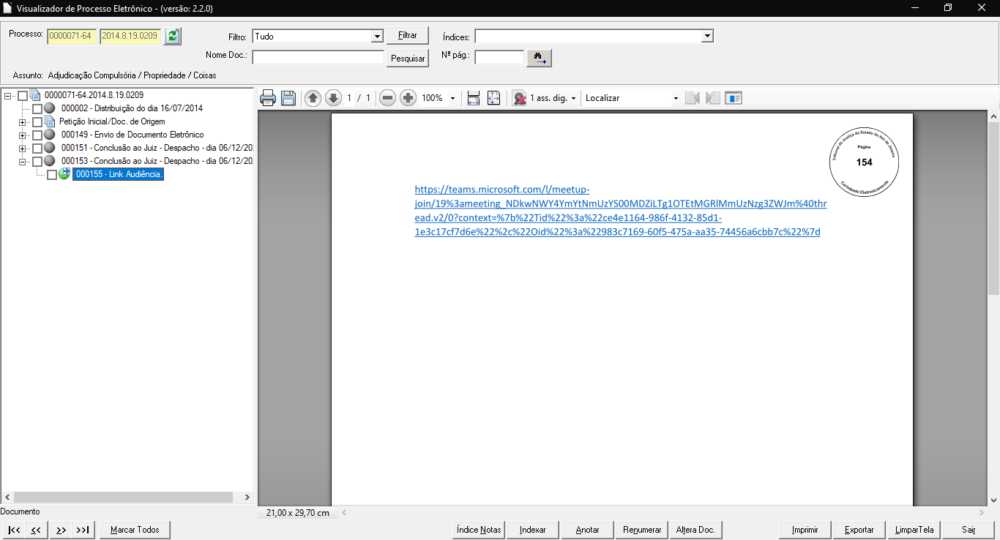 Visualizador de Processo Eletrônico - (versão: 2.2.0)
Processo: 0000071-64 2014.8.19.0209 Filtro: Tudo Filtrar Índices:
Nome Doc.: Pesquisar Nº pág.:
Assunto: Adjudicação Compulsória / Propriedade / Coisas
0000071-64.2014.8.19.0209
000002 - Distribuição do dia 16/07/2014
Petição Inicial/Doc. de Origem
000149 - Envio de Documento Eletrônico
000151 - Conclusão ao Juiz - Despacho - dia 06/12/20
000153 - Conclusão ao Juiz - Despacho - dia 06/12/20
000155 - Link Audiência
1 / 1 100% 1 ass. dig. Localizar
Tribunal de Justiça do Estado do Rio de Janeiro
Página
154
Carimbado Eletronicamente
https://teams.microsoft.com/l/meetup-
join/19%3ameeting_NDkwNWY4YmYtNmUzYS00MDZiLTg1OTEtMGRlMmUzNzg3ZWJm%40thr
ead.v2/0?context=%7b%22Tid%22%3a%22ce4e1164-986f-4132-85d1-
1e3c17cf7d6e%22%2c%22Oid%22%3a%22983c7169-60f5-475a-aa35-74456a6cbb7c%22%7d
Documento
21,00 x 29,70 cm
|<< << >> >>| Marcar Todos Índice Notas Indexar Anotar Renumerar Altera Doc. Imprimir Exportar LimparTela Sair